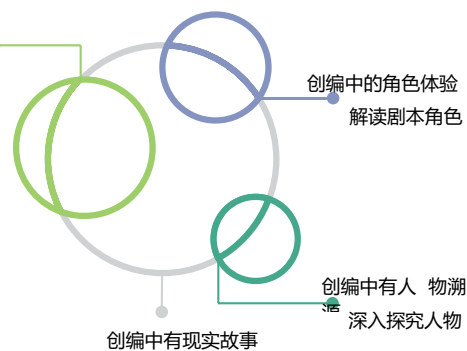 创编中的角色体验
解读剧本角色
创编中有人 物溯
源
深入探究人物
创编中有现实故事